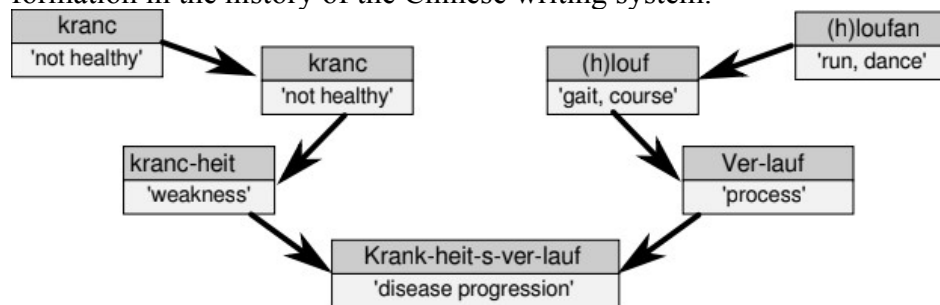 formation in the history of the Chinese writing system.
kranc
'not healthy'
kranc
'not healthy'
(h)louf
'gait, course'
(h)loufan
'run, dance'
kranc-heit
'weakness'
Ver-lauf
'process'
Krank-heit-s-ver-lauf
'disease progression'